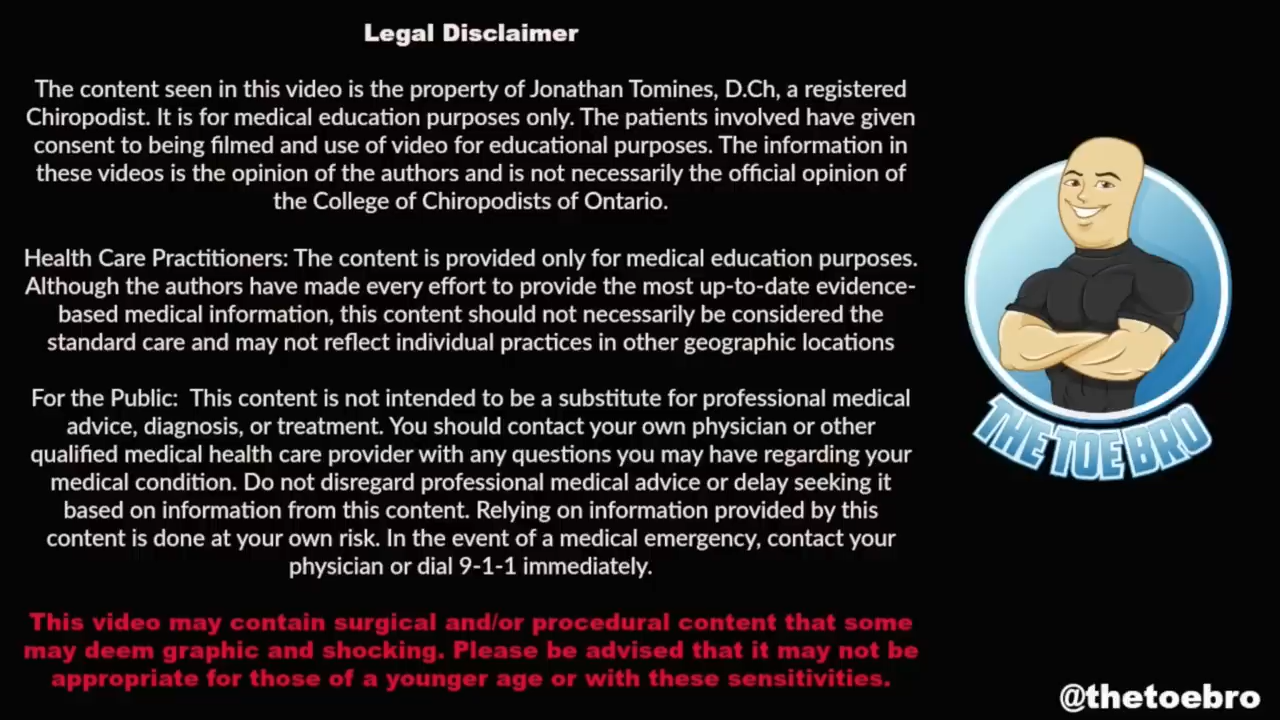 Legal Disclaimer
The content seen in this video is the property of Jonathan Tomines, D.Ch, a registered
Chiropodist. It is for medical education purposes only. The patients involved have given
consent to being filmed and use of video for educational purposes. The information in
these videos is the opinion of the authors and is not necessarily the official opinion of
the College of Chiropodists of Ontario.
Health Care Practitioners: The content is provided only for medical education purposes.
Although the authors have made every effort to provide the most up-to-date evidence-
based medical information, this content should not necessarily be considered the
standard care and may not reflect individual practices in other geographic locations
For the Public:  This content is not intended to be a substitute for professional medical
advice, diagnosis, or treatment. You should contact your own physician or other
qualified medical health care provider with any questions you may have regarding your
medical condition. Do not disregard professional medical advice or delay seeking it
based on information from this content. Relying on information provided by this
content is done at your own risk. In the event of a medical emergency, contact your
physician or dial 9-1-1 immediately.
This video may contain surgical and/or procedural content that some
may deem graphic and shocking. Please be advised that it may not be
appropriate for those of a younger age or with these sensitivities.
THE TOE BRO
@thetoebro